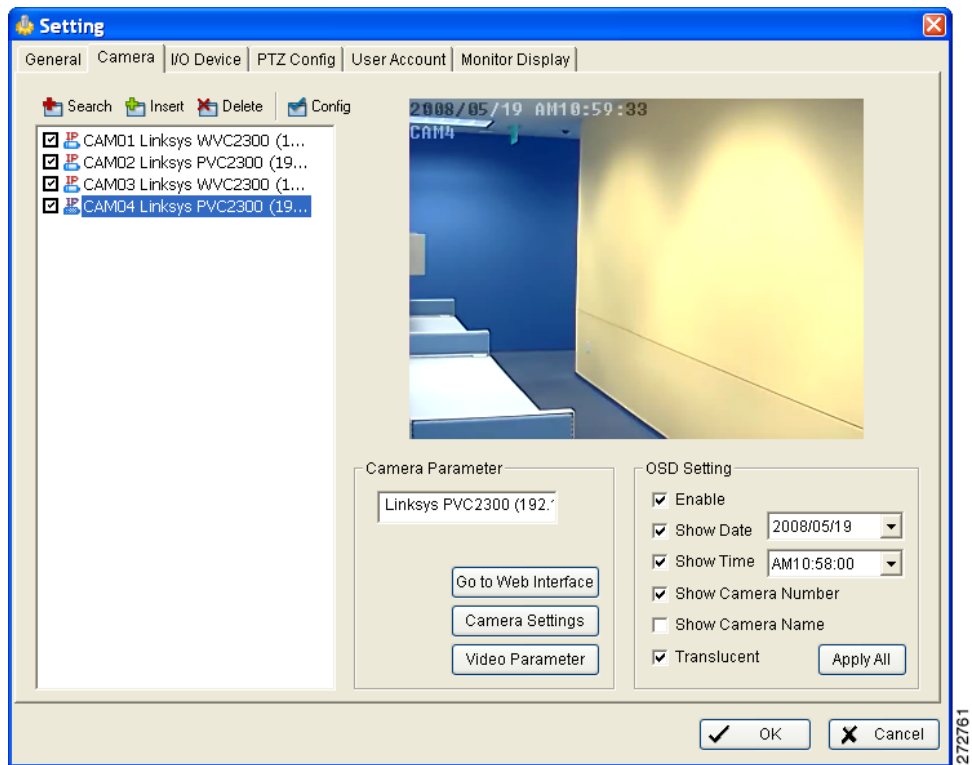 Setting
General Camera I/O Device PTZ Config User Account Monitor Display
Search Insert Delete Config
2008/05/19 AM10:59:33
CAM4
IP CAM01 Linksys WVC2300 (1...
IP CAM02 Linksys PVC2300 (19...
IP CAM03 Linksys WVC2300 (1...
IP CAM04 Linksys PVC2300 (19...
Camera Parameter
Linksys PVC2300 (192.1
Go to Web Interface
Camera Settings
Video Parameter
OSD Setting
Enable
Show Date 2008/05/19
Show Time AM10:58:00
Show Camera Number
Show Camera Name
Translucent Apply All
OK Cancel
272761